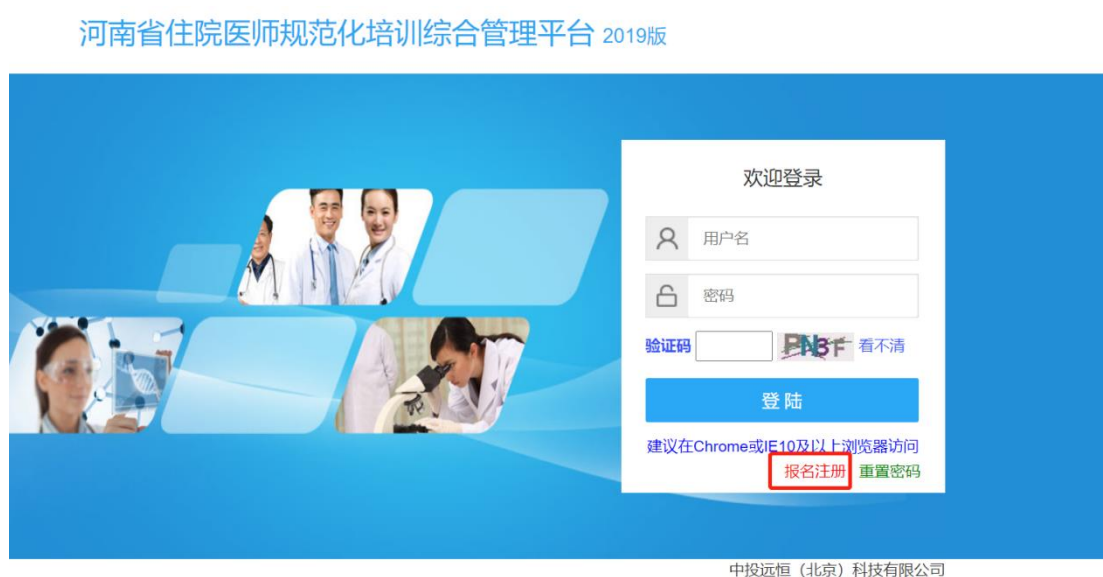 河南省住院医师规范化培训综合管理平台 2019版
欢迎登录
用户名
密码
验证码 PN3F 看不清
登 陆
建议在Chrome或IE10及以上浏览器访问
报名注册 重置密码
中投远恒（北京）科技有限公司